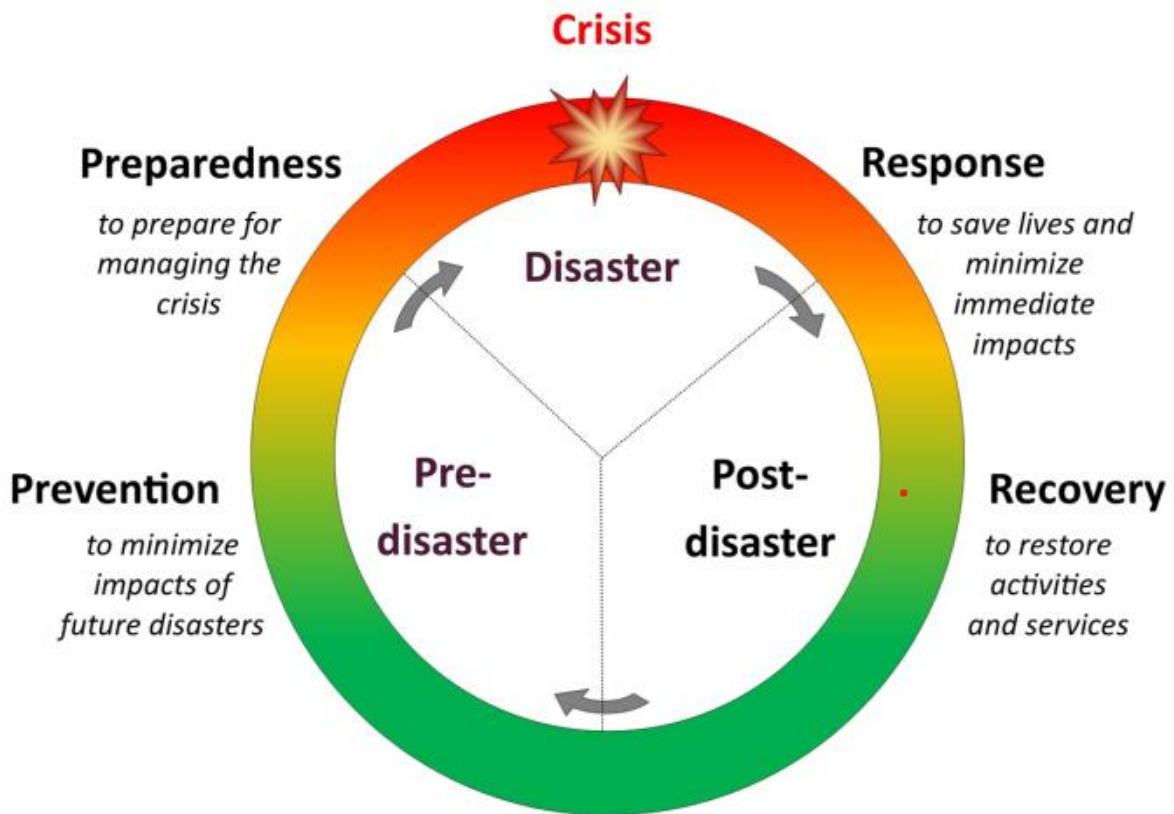 Crisis
Preparedness
to prepare for
managing the
crisis
Response
to save lives and
minimize
immediate
impacts
Disaster
Pre-
disaster
Post-
disaster
Prevention
to minimize
impacts of
future disasters
Recovery
to restore
activities
and services